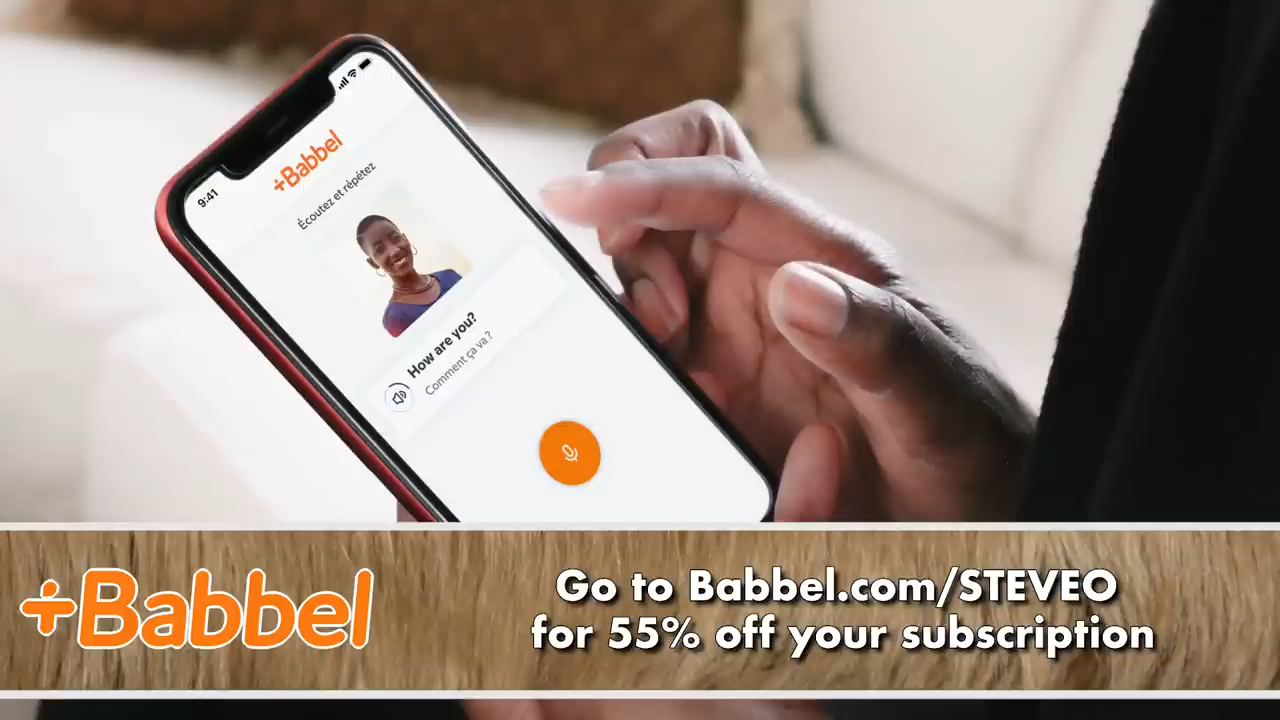 9:41
+Babbel
Écoutez et répétez
How are you?
Comment ça va ?
+Babbel
Go to Babbel.com/STEVEO
for 55% off your subscription